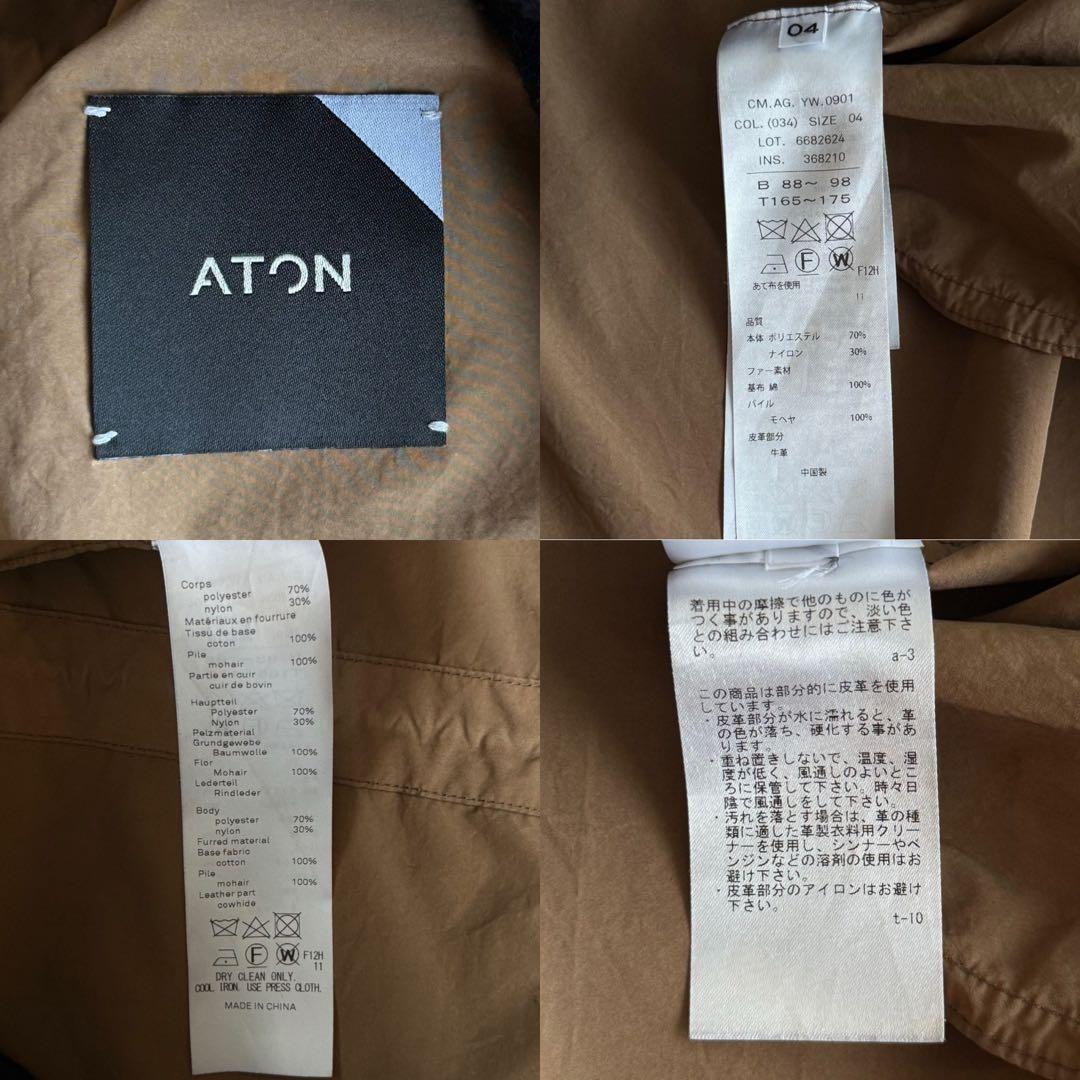 ATON
04
CM.AG. YW.0901
COL.(034) SIZE 04
LOT. 6682624
INS. 368210
B 88～ 98
T165～175
F
W
F12H
あて布を使用
11
品質
本体 ポリエステル 70%
ナイロン 30%
ファー素材
基布 綿 100%
パイル
モヘヤ 100%
皮革部分
牛革
中国製
Corps
polyester 70%
nylon 30%
Matériaux en fourrure
Tissu de base
coton 100%
Pile
mohair 100%
Partie en cuir
cuir de bovin
Hauptteil
Polyester 70%
Nylon 30%
Pelzmaterial
Grundgewebe
Baumwolle 100%
Flor
Mohair 100%
Lederteil
Rindleder
Body
polyester 70%
nylon 30%
Furred material
Base fabric
cotton 100%
Pile
mohair 100%
Leather part
cowhide
F
W
F12H
11
DRY CLEAN ONLY.
COOL IRON. USE PRESS CLOTH.
MADE IN CHINA
着用中の摩擦で他のものに色が
つく事がありますので、淡い色
との組み合わせにはご注意下さ
い。
a-3
この商品は部分的に皮革を使用
しています。
・皮革部分が水に濡れると、革
の色が落ち、硬化する事があ
ります。
・重ね置きしないで、温度、湿
度が低く、風通しのよいとこ
ろに保管して下さい。時々日
陰で風通しをして下さい。
・汚れを落とす場合は、革の種
類に適した革製衣料用クリー
ナーを使用し、シンナーやベ
ンジンなどの溶剤の使用はお
避け下さい。
・皮革部分のアイロンはお避け
下さい。
t-10